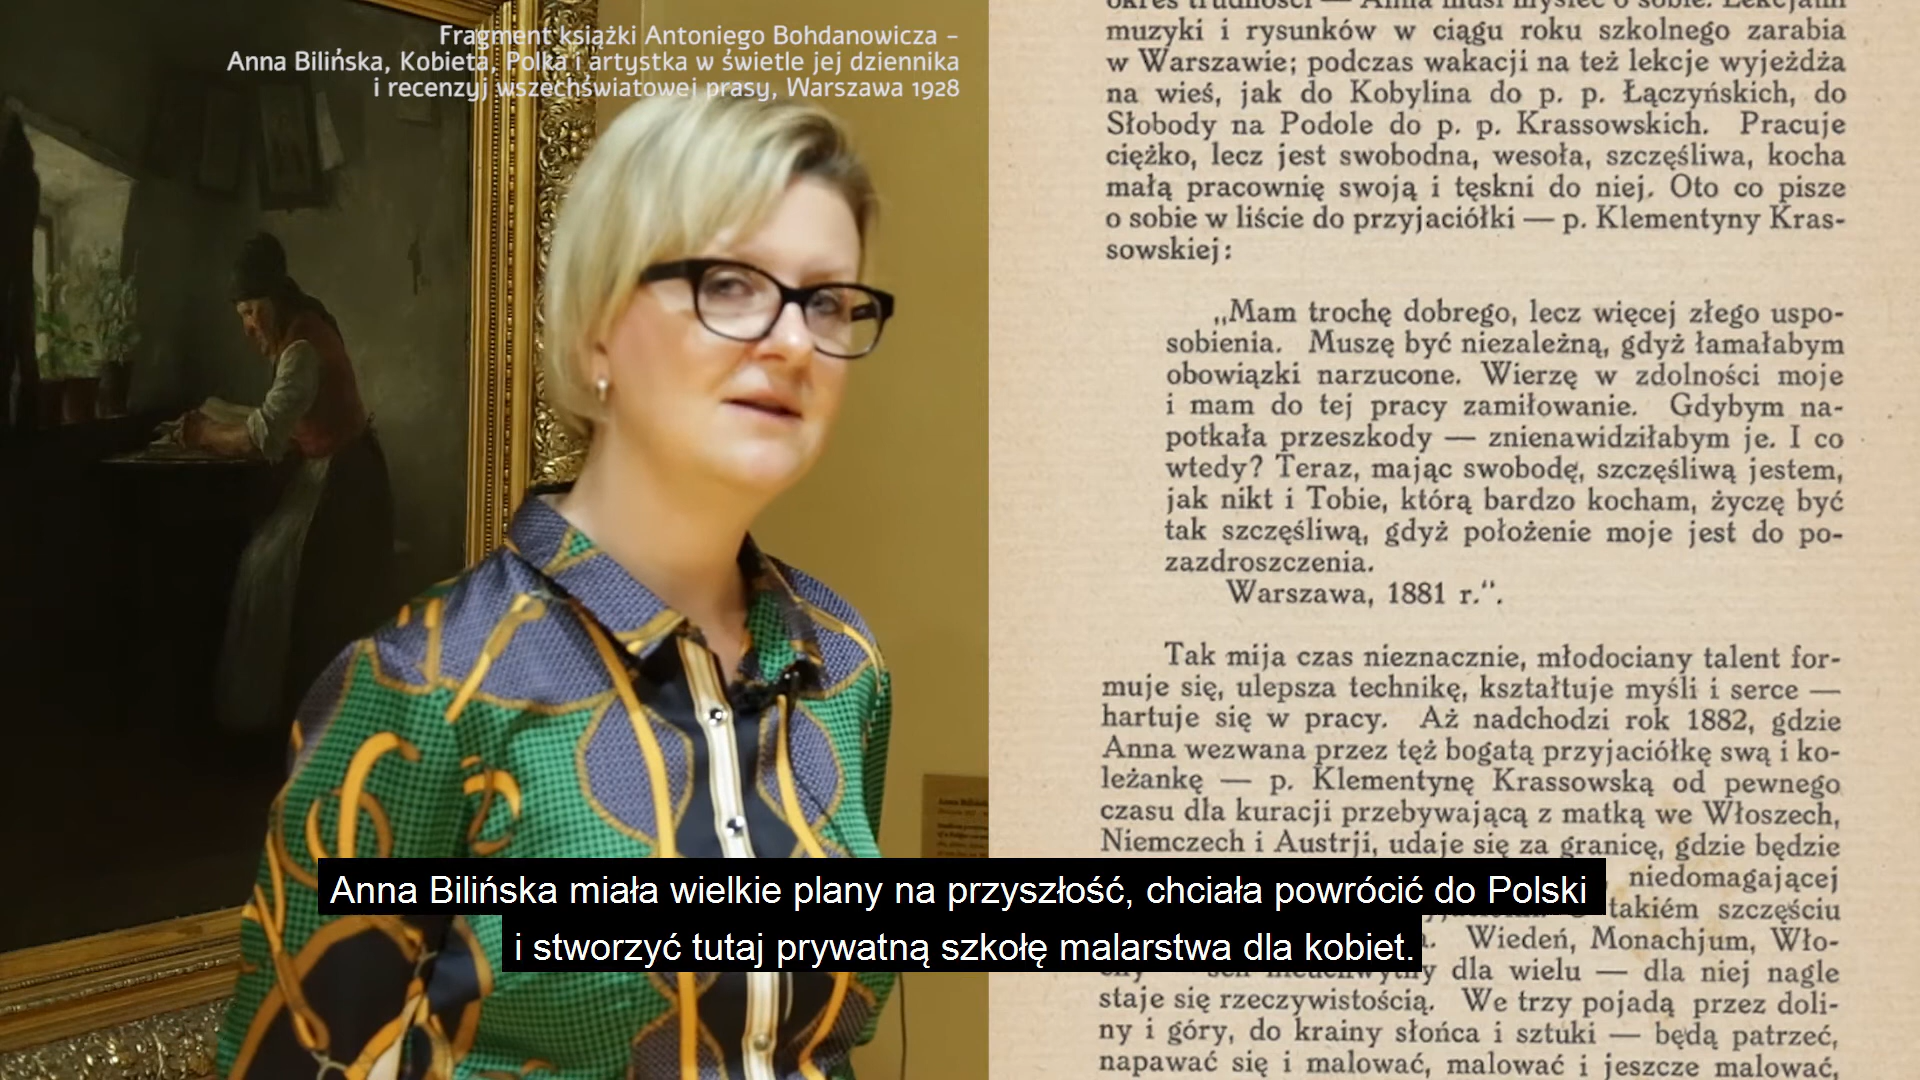 Fragment książki Antoniego Bohdanowicza –
Anna Bilińska, Kobieta, Polka i artystka w świetle jej dziennika
i recenzyj wszechświatowej prasy, Warszawa 1928
okres trudności — Anna musi myśleć o sobie. Lekcjami
muzyki i rysunków w ciągu roku szkolnego zarabia
w Warszawie; podczas wakacji na też lekcje wyjeżdża
na wieś, jak do Kobylina do p. p. Łączyńskich, do
Słobody na Podole do p. p. Krassowskich. Pracuje
ciężko, lecz jest swobodna, wesoła, szczęśliwa, kocha
małą pracownię swoją i tęskni do niej. Oto co pisze
o sobie w liście do przyjaciółki — p. Klementyny Kras-
sowskiej:
„Mam trochę dobrego, lecz więcej złego uspo-
sobienia. Muszę być niezależną, gdyż łamałabym
obowiązki narzucone. Wierzę w zdolności moje
i mam do tej pracy zamiłowanie. Gdybym na-
potkała przeszkody — znienawidziłabym je. I co
wtedy? Teraz, mając swobodę, szczęśliwą jestem,
jak nikt i Tobie, którą bardzo kocham, życzę być
tak szczęśliwą, gdyż położenie moje jest do po-
zazdroszczenia.
Warszawa, 1881 r.“.
Tak mija czas nieznacznie, młodociany talent for-
muje się, ulepsza technikę, kształtuje myśli i serce —
hartuje się w pracy. Aż nadchodzi rok 1882, gdzie
Anna wezwana przez tęż bogatą przyjaciółkę swą i ko-
leżankę — p. Klementynę Krassowską od pewnego
czasu dla kuracji przebywającą z matką we Włoszech,
Niemczech i Austrji, udaje się za granicę, gdzie będzie
niedomagającej
takiém szczęściu
Wiedeń, Monachjum, Wło-
dla wielu — dla niej nagle
staje się rzeczywistością. We trzy pojadą przez doli-
ny i góry, do krainy słońca i sztuki — będą patrzeć,
napawać się i malować, malować i jeszcze malować,
Anna Bilińska miała wielkie plany na przyszłość, chciała powrócić do Polski
i stworzyć tutaj prywatną szkołę malarstwa dla kobiet.